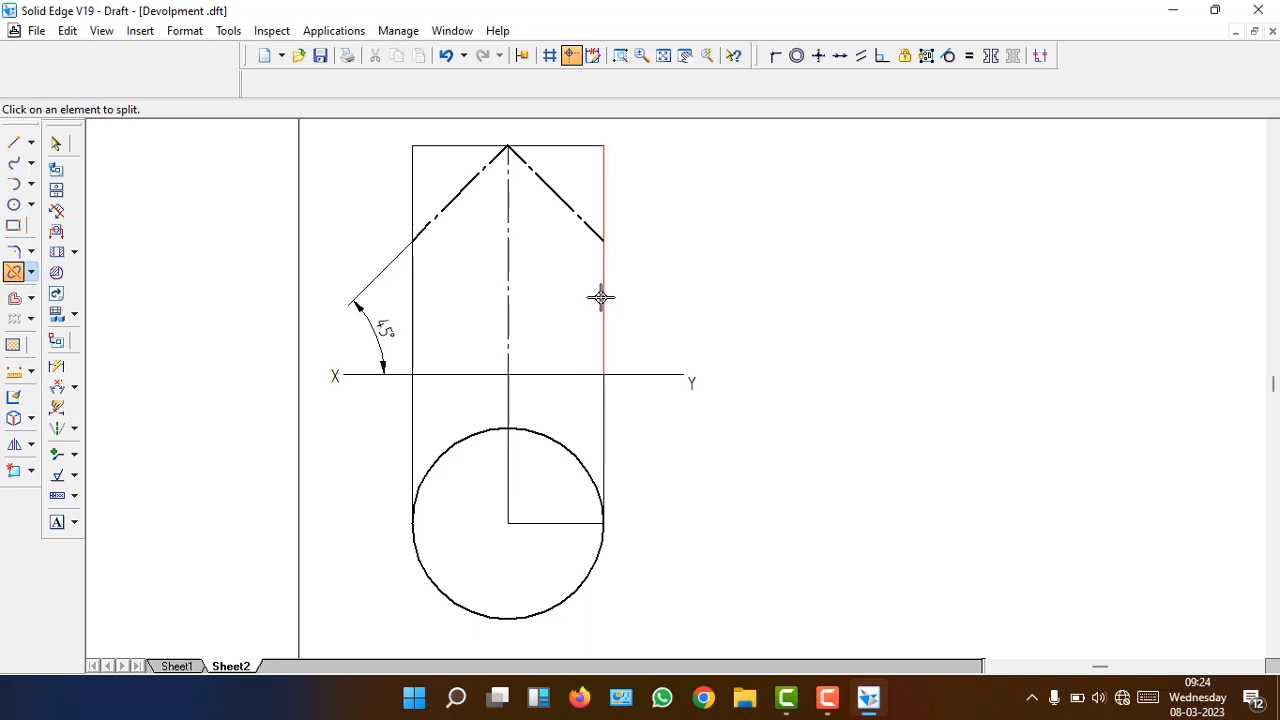 Solid Edge V19 - Draft - [Devolpment .dft]
File Edit View Insert Format Tools Inspect Applications Manage Window Help
Click on an element to split.
45°
X
Y
A
Sheet1 Sheet2
09:24
Wednesday
08-03-2023
12